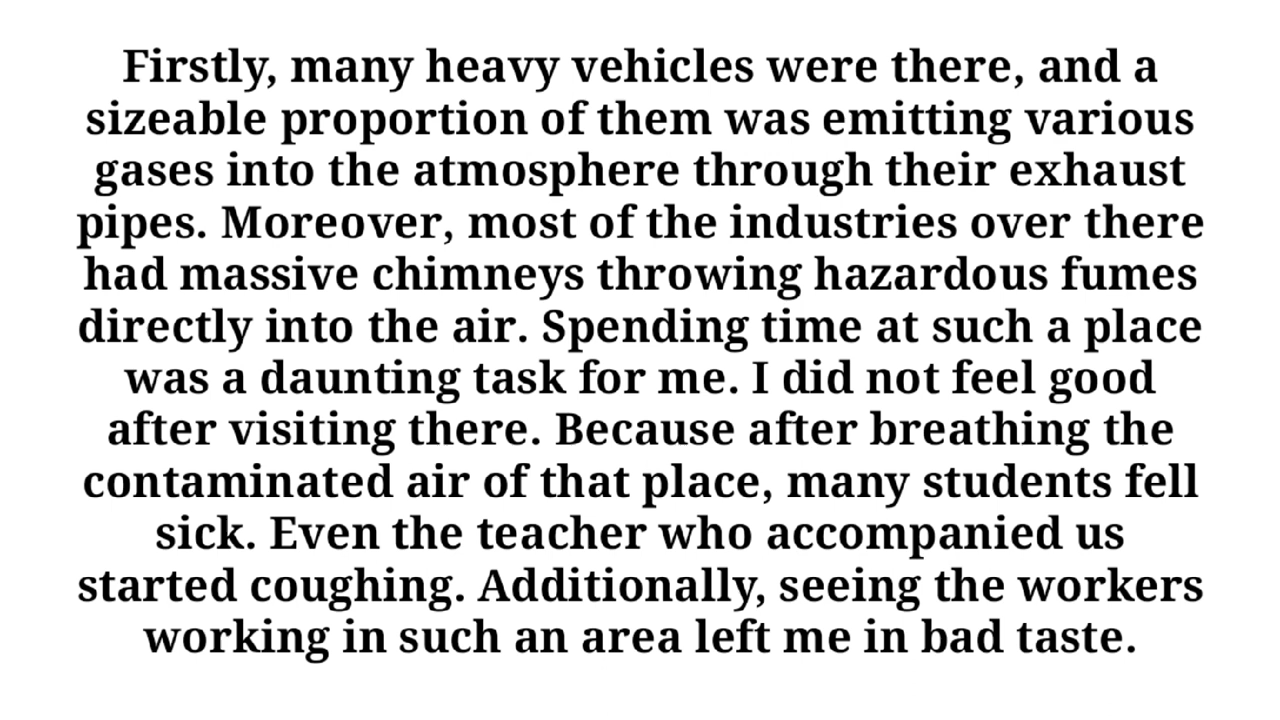 Firstly, many heavy vehicles were there, and a
sizeable proportion of them was emitting various
gases into the atmosphere through their exhaust
pipes. Moreover, most of the industries over there
had massive chimneys throwing hazardous fumes
directly into the air. Spending time at such a place
was a daunting task for me. I did not feel good
after visiting there. Because after breathing the
contaminated air of that place, many students fell
sick. Even the teacher who accompanied us
started coughing. Additionally, seeing the workers
working in such an area left me in bad taste.